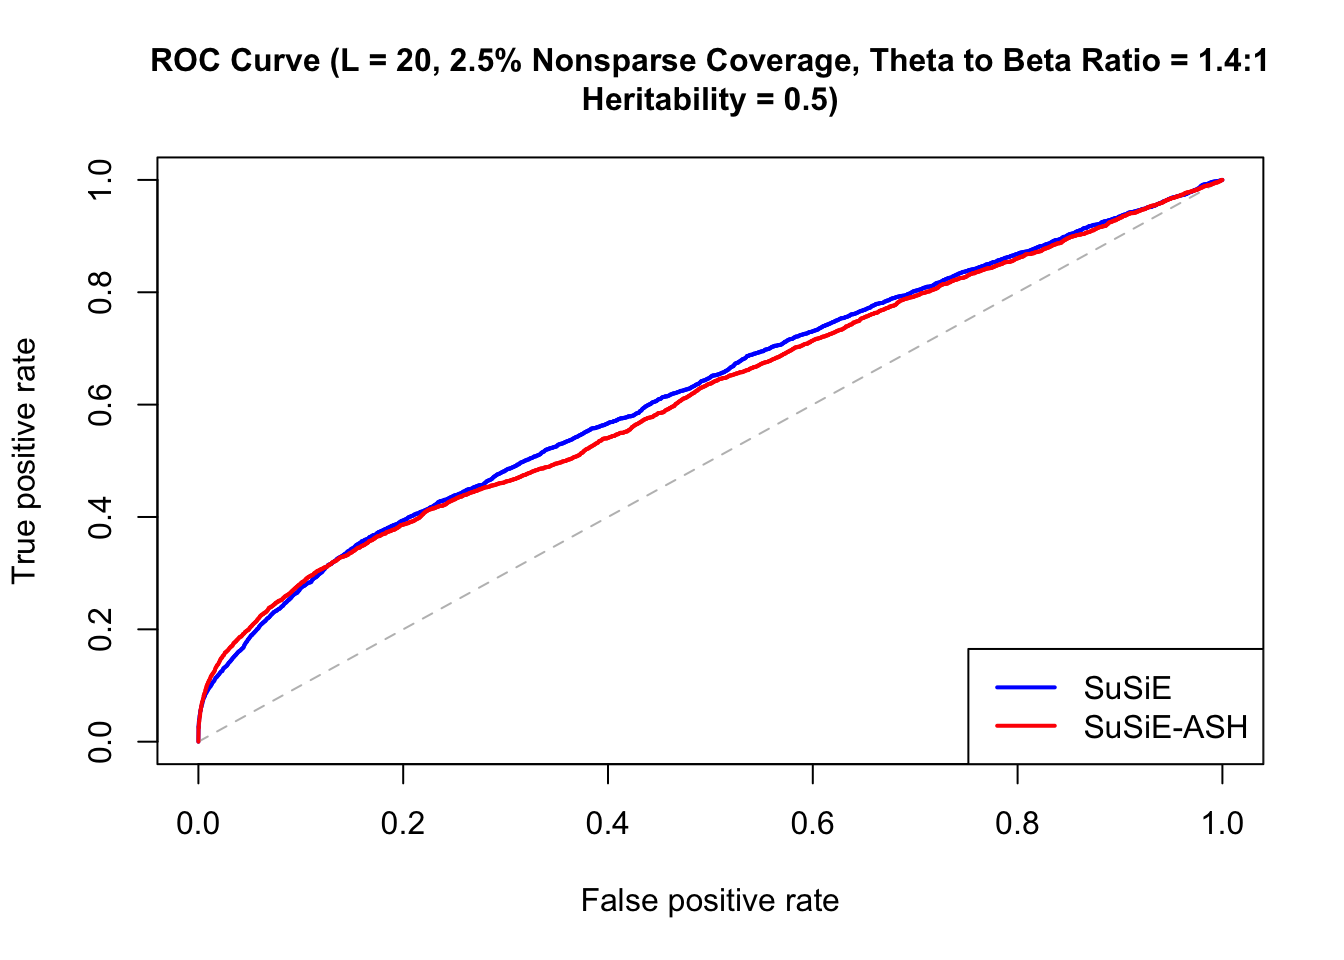 ROC Curve (L = 20, 2.5% Nonsparse Coverage, Theta to Beta Ratio = 1.4:1
Heritability = 0.5)
True positive rate
1.0
0.8
0.6
0.4
0.2
0.0
SuSiE
SuSiE-ASH
0.0 0.2 0.4 0.6 0.8 1.0
False positive rate